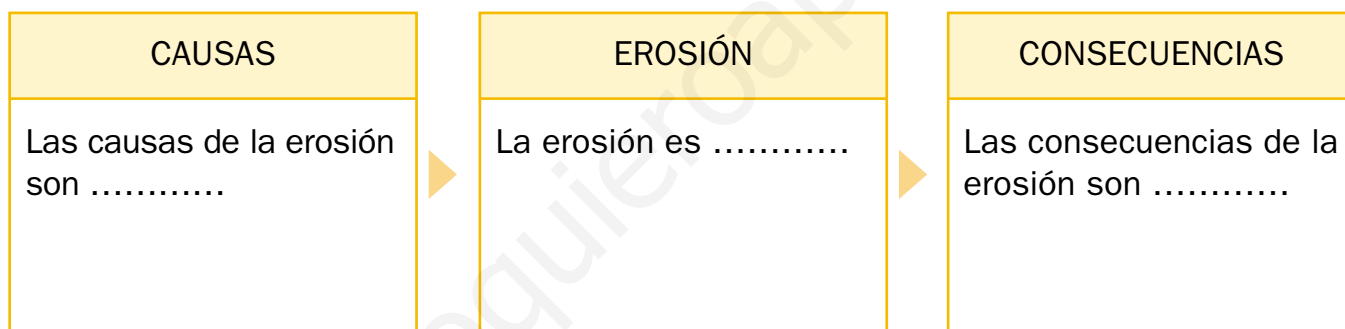 CAUSAS
Las causas de la erosión
son …………
EROSIÓN
La erosión es …………
CONSECUENCIAS
Las consecuencias de la
erosión son …………